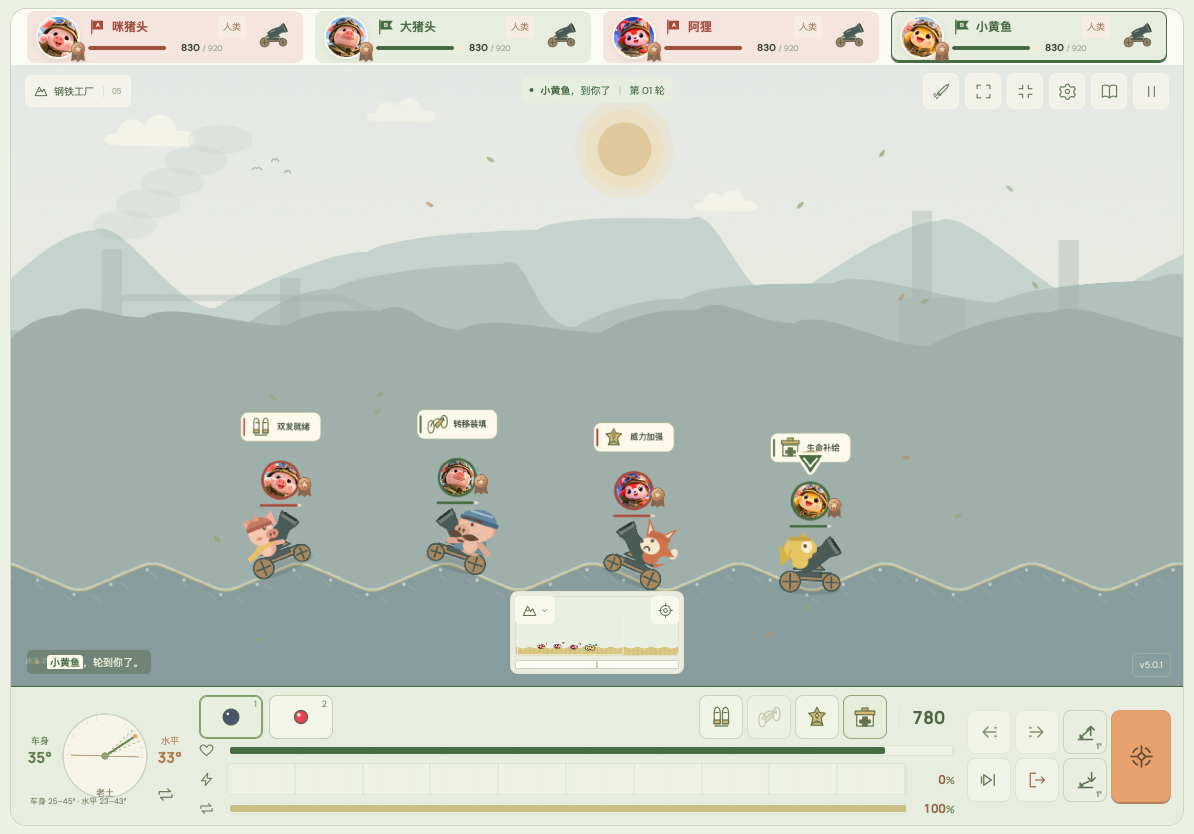 咪猪头
人类
830 / 920
大猪头
人类
830 / 920
阿狸
人类
830 / 920
小黄鱼
人类
830 / 920
钢铁工厂 05
小黄鱼，到你了 第 01 轮
双发就绪
转移装填
威力加强
生命补给
小黄鱼，轮到你了。
v5.0.1
1
2
780
车身
35°
水平
33°
老土
车身 25–45° · 水平 23–43°
0%
100%
1°
1°